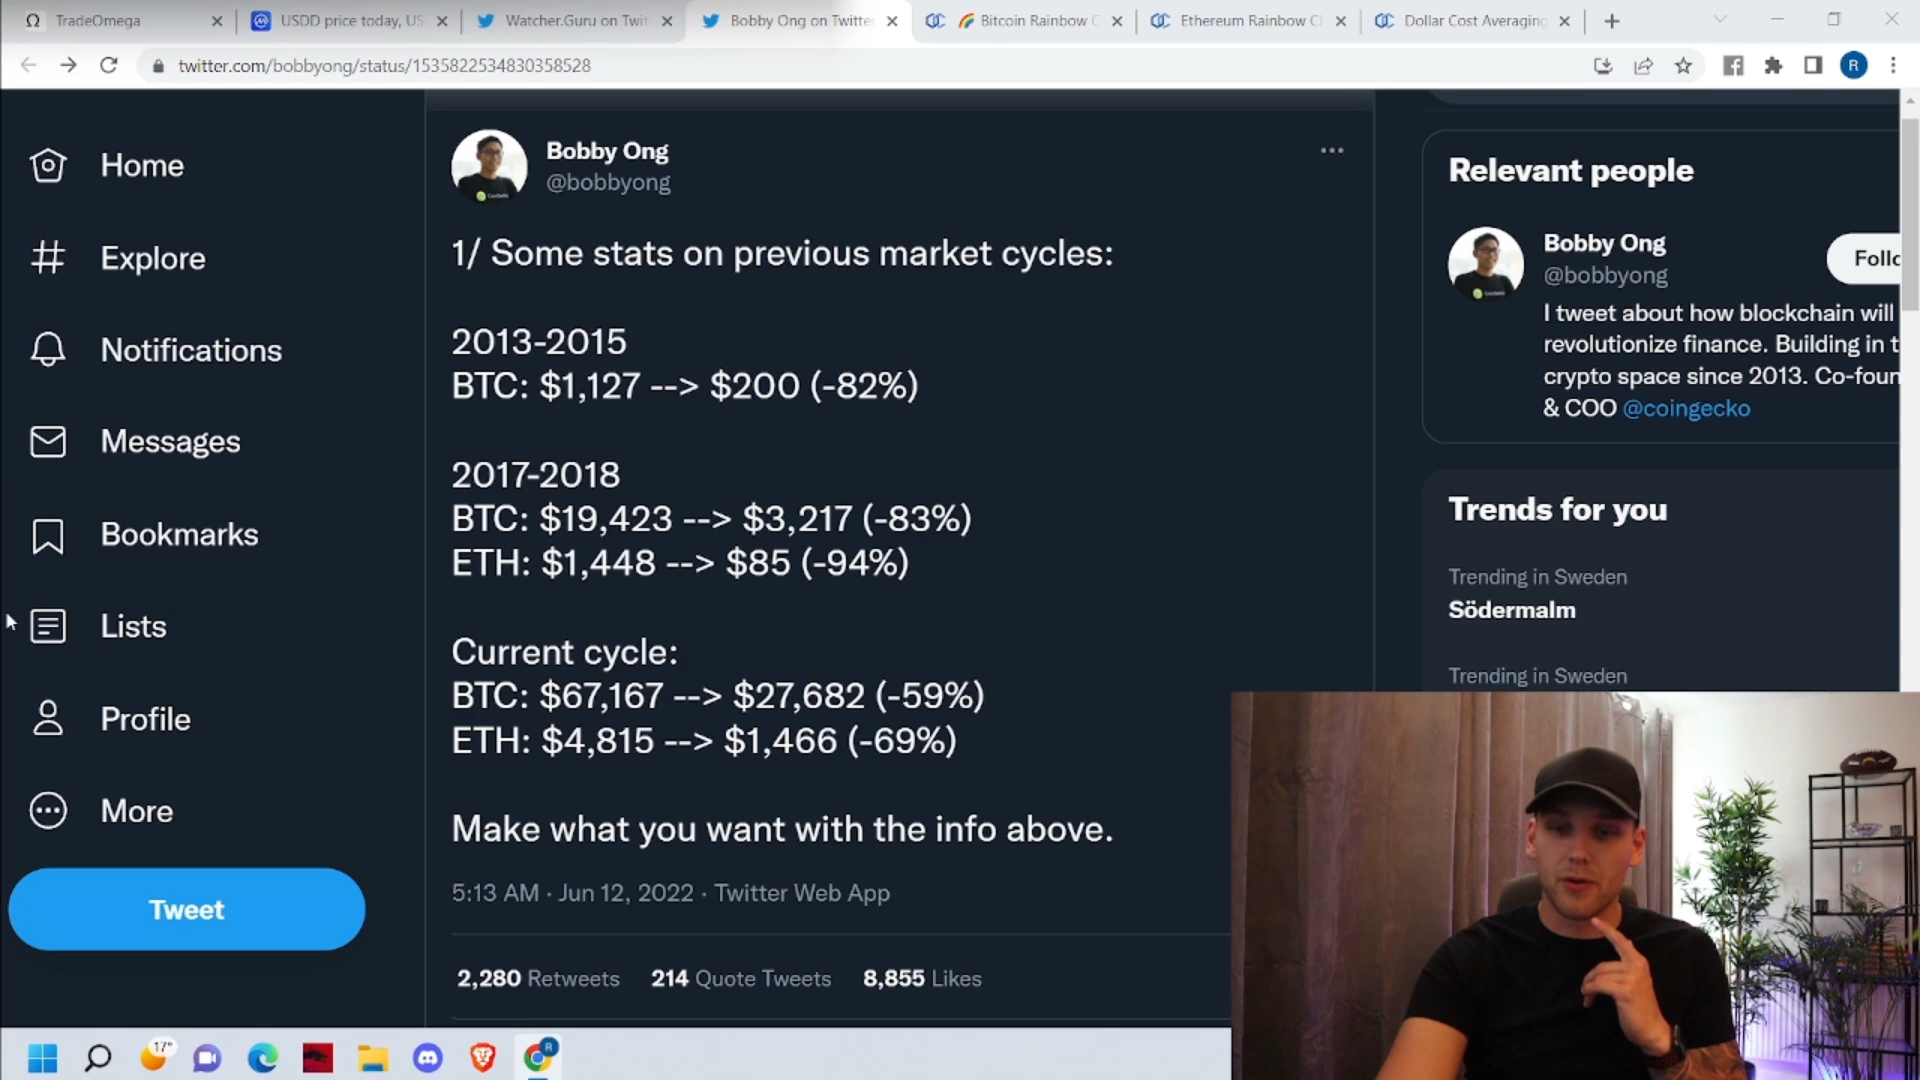 TradeOmega
USDD price today, US
Watcher.Guru on Twit
Bobby Ong on Twitte
Bitcoin Rainbow C
Ethereum Rainbow C
Dollar Cost Averaging
twitter.com/bobbyong/status/1535822534830358528
R
Home
Explore
Notifications
Messages
Bookmarks
Lists
Profile
More
Tweet
Bobby Ong
@bobbyong
1/ Some stats on previous market cycles:
2013-2015
BTC: $1,127 --> $200 (-82%)
2017-2018
BTC: $19,423 --> $3,217 (-83%)
ETH: $1,448 --> $85 (-94%)
Current cycle:
BTC: $67,167 --> $27,682 (-59%)
ETH: $4,815 --> $1,466 (-69%)
Make what you want with the info above.
5:13 AM · Jun 12, 2022 · Twitter Web App
2,280 Retweets 214 Quote Tweets 8,855 Likes
Relevant people
Bobby Ong
@bobbyong
Follo
I tweet about how blockchain will
revolutionize finance. Building in t
crypto space since 2013. Co-foun
& COO @coingecko
Trends for you
Trending in Sweden
Södermalm
Trending in Sweden
17°
R